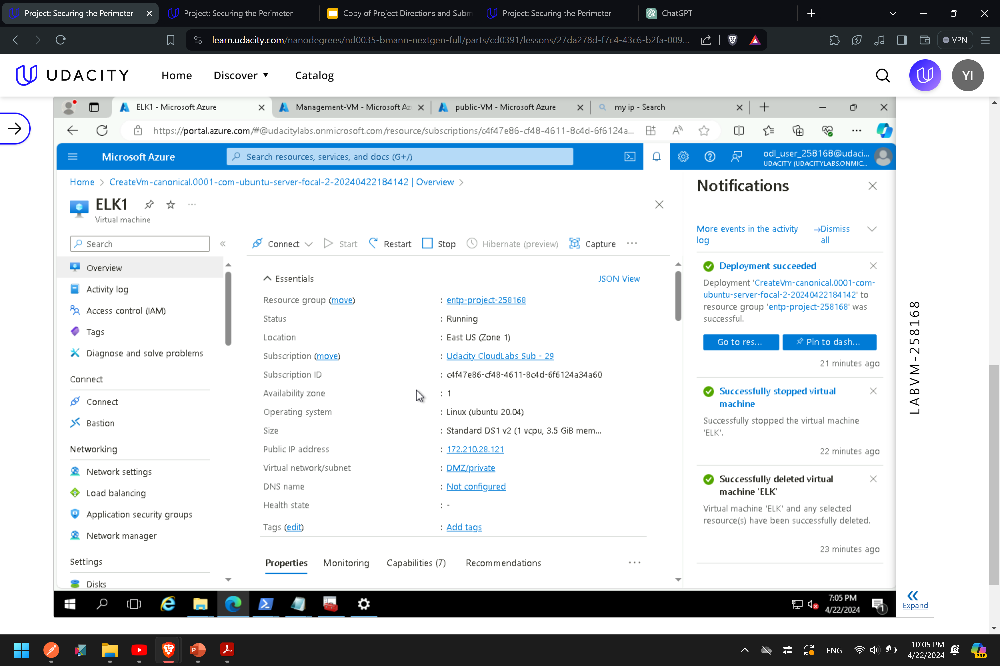 Project: Securing the Perimeter
Project: Securing the Perimeter
Copy of Project Directions and Subm
Project: Securing the Perimeter
ChatGPT
learn.udacity.com/nanodegrees/nd0035-bmann-nextgen-full/parts/cd0391/lessons/27da278d-f7c4-43c6-b2fa-009...
VPN
UDACITY
Home
Discover
Catalog
YI
ELK1 - Microsoft Azure
Management-VM - Microsoft Az
public-VM - Microsoft Azure
my ip - Search
https://portal.azure.com/#@udacitylabs.onmicrosoft.com/resource/subscriptions/c4f47e86-cf48-4611-8c4d-6f6124a...
Microsoft Azure
Search resources, services, and docs (G+/)
odl_user_258168@udaci...
UDACITY (UDACITYLABS.ONMIC...
Home > CreateVm-canonical.0001-com-ubuntu-server-focal-2-20240422184142 | Overview >
ELK1
Virtual machine
Search
Overview
Activity log
Access control (IAM)
Tags
Diagnose and solve problems
Connect
Connect
Bastion
Networking
Network settings
Load balancing
Application security groups
Network manager
Settings
Disks
Connect
Start
Restart
Stop
Hibernate (preview)
Capture
Essentials
JSON View
Resource group (move) : entp-project-258168
Status : Running
Location : East US (Zone 1)
Subscription (move) : Udacity CloudLabs Sub - 29
Subscription ID : c4f47e86-cf48-4611-8c4d-6f6124a34a60
Availability zone : 1
Operating system : Linux (ubuntu 20.04)
Size : Standard DS1 v2 (1 vcpu, 3.5 GiB mem...
Public IP address : 172.210.28.121
Virtual network/subnet : DMZ/private
DNS name : Not configured
Health state : -
Tags (edit) : Add tags
Properties
Monitoring
Capabilities (7)
Recommendations
Notifications
More events in the activity
log
→Dismiss
all
Deployment succeeded
Deployment 'CreateVm-canonical.0001-com-
ubuntu-server-focal-2-20240422184142' to
resource group 'entp-project-258168' was
successful.
Go to res...
Pin to dash...
21 minutes ago
Successfully stopped virtual
machine
Successfully stopped the virtual machine
'ELK'.
22 minutes ago
Successfully deleted virtual
machine 'ELK'
Virtual machine 'ELK' and any selected
resource(s) have been successfully deleted.
23 minutes ago
LABVM-258168
Expand
7:05 PM
4/22/2024
1
ENG
10:05 PM
4/22/2024
PRE